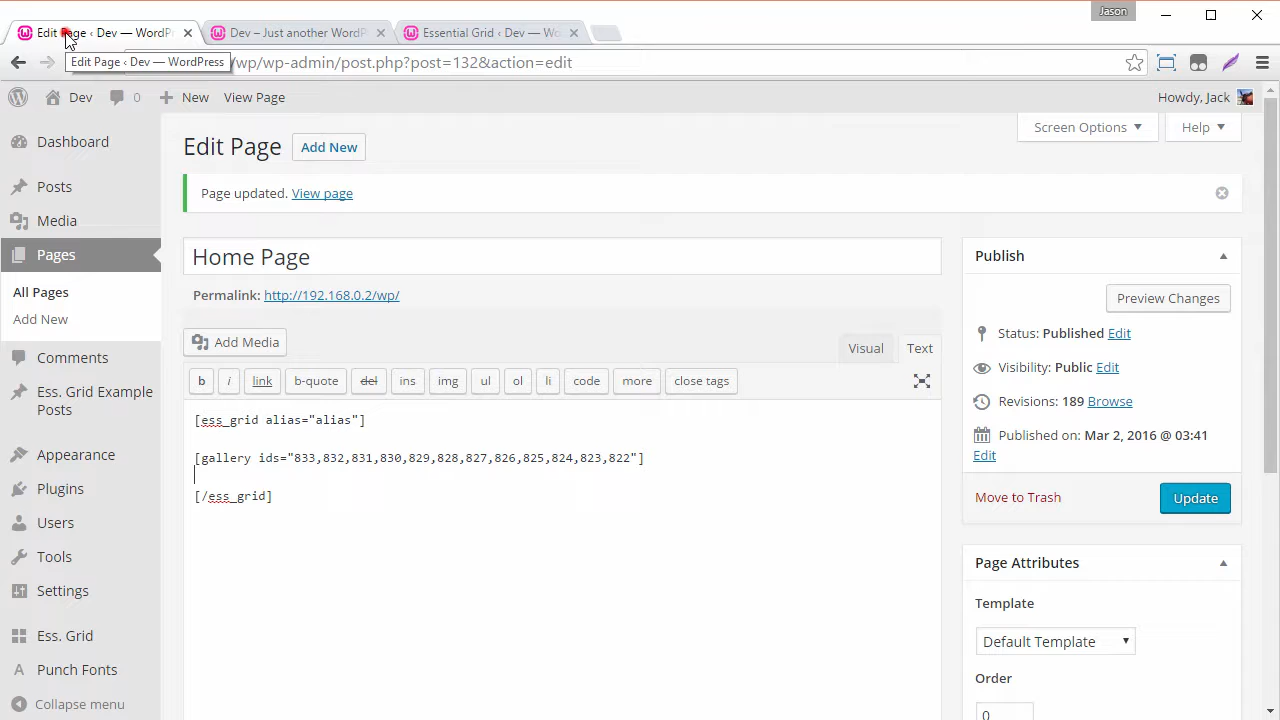 Jason
Edit Page ‹ Dev — WordP
Dev – Just another WordP
Essential Grid ‹ Dev — Wo
Edit Page ‹ Dev — WordPress
/wp/wp-admin/post.php?post=132&action=edit
Dev 0 New View Page Howdy, Jack
Screen Options Help
Dashboard
Posts
Media
Pages
All Pages
Add New
Comments
Ess. Grid Example
Posts
Appearance
Plugins
Users
Tools
Settings
Ess. Grid
Punch Fonts
Collapse menu
Edit Page Add New
Page updated. View page
Home Page
Permalink: http://192.168.0.2/wp/
Add Media
Visual Text
b i link b-quote del ins img ul ol li code more close tags
[ess_grid alias="alias"]
[gallery ids="833,832,831,830,829,828,827,826,825,824,823,822"]
[/ess_grid]
Publish
Preview Changes
Status: Published Edit
Visibility: Public Edit
Revisions: 189 Browse
Published on: Mar 2, 2016 @ 03:41
Edit
Move to Trash Update
Page Attributes
Template
Default Template
Order
0